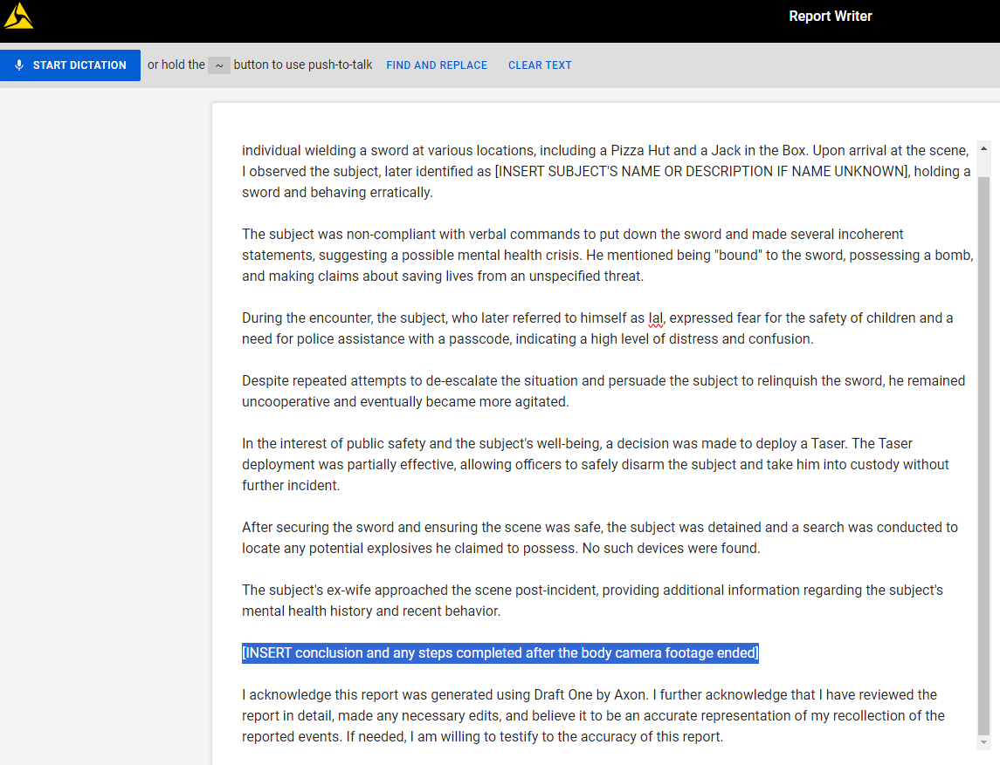 Report Writer
START DICTATION or hold the ~ button to use push-to-talk FIND AND REPLACE CLEAR TEXT
individual wielding a sword at various locations, including a Pizza Hut and a Jack in the Box. Upon arrival at the scene,
I observed the subject, later identified as [INSERT SUBJECT'S NAME OR DESCRIPTION IF NAME UNKNOWN], holding a
sword and behaving erratically.
The subject was non-compliant with verbal commands to put down the sword and made several incoherent
statements, suggesting a possible mental health crisis. He mentioned being "bound" to the sword, possessing a bomb,
and making claims about saving lives from an unspecified threat.
During the encounter, the subject, who later referred to himself as Ial, expressed fear for the safety of children and a
need for police assistance with a passcode, indicating a high level of distress and confusion.
Despite repeated attempts to de-escalate the situation and persuade the subject to relinquish the sword, he remained
uncooperative and eventually became more agitated.
In the interest of public safety and the subject's well-being, a decision was made to deploy a Taser. The Taser
deployment was partially effective, allowing officers to safely disarm the subject and take him into custody without
further incident.
After securing the sword and ensuring the scene was safe, the subject was detained and a search was conducted to
locate any potential explosives he claimed to possess. No such devices were found.
The subject's ex-wife approached the scene post-incident, providing additional information regarding the subject's
mental health history and recent behavior.
[INSERT conclusion and any steps completed after the body camera footage ended]
I acknowledge this report was generated using Draft One by Axon. I further acknowledge that I have reviewed the
report in detail, made any necessary edits, and believe it to be an accurate representation of my recollection of the
reported events. If needed, I am willing to testify to the accuracy of this report.